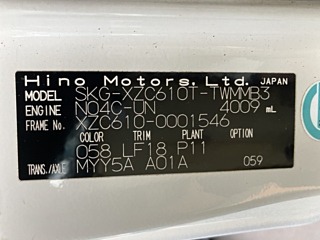 Hino Motors, Ltd. JAPAN
MODEL SKG-XZC610T-TWMMB3
ENGINE N04C-UN 4009 mL
FRAME No. XZC610-0001546
COLOR TRIM PLANT
058 LF18 P11
TRANS./AXLE MYY5A A01A 059